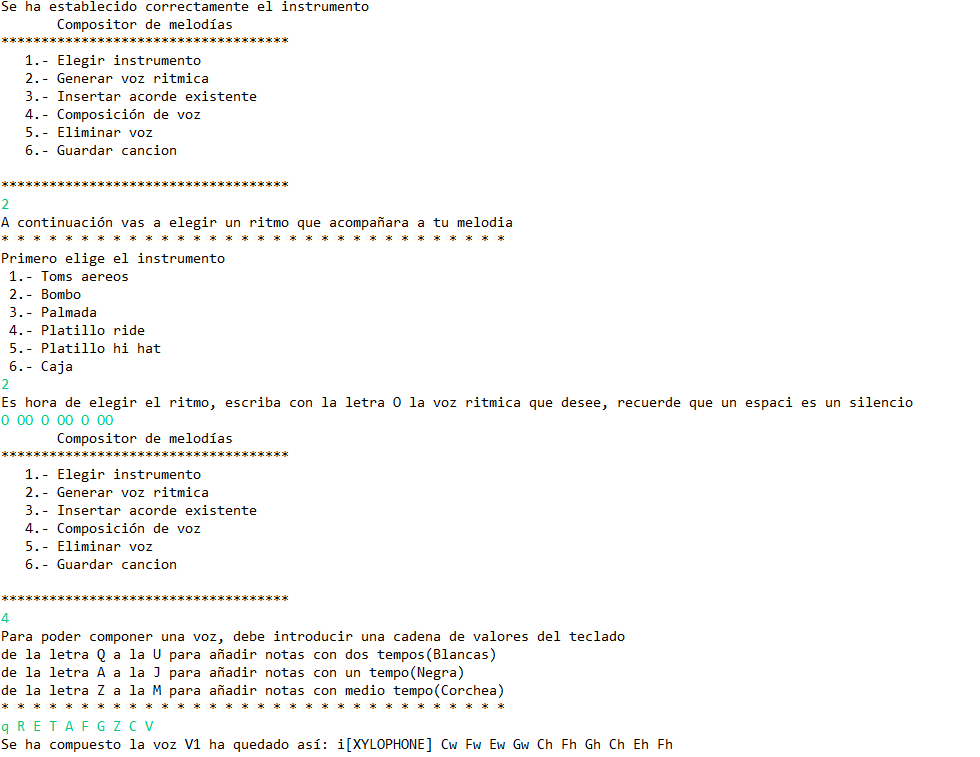 Se ha establecido correctamente el instrumento
Compositor de melodías
************************************
1.- Elegir instrumento
2.- Generar voz ritmica
3.- Insertar acorde existente
4.- Composición de voz
5.- Eliminar voz
6.- Guardar cancion
************************************
2
A continuación vas a elegir un ritmo que acompañara a tu melodia
* * * * * * * * * * * * * * * * * * * * * * * * * * * * * * * *
Primero elige el instrumento
1.- Toms aereos
2.- Bombo
3.- Palmada
4.- Platillo ride
5.- Platillo hi hat
6.- Caja
2
Es hora de elegir el ritmo, escriba con la letra O la voz ritmica que desee, recuerde que un espaci es un silencio
O OO O OO O OO
Compositor de melodías
************************************
1.- Elegir instrumento
2.- Generar voz ritmica
3.- Insertar acorde existente
4.- Composición de voz
5.- Eliminar voz
6.- Guardar cancion
************************************
4
Para poder componer una voz, debe introducir una cadena de valores del teclado
de la letra Q a la U para añadir notas con dos tempos(Blancas)
de la letra A a la J para añadir notas con un tempo(Negra)
de la letra Z a la M para añadir notas con medio tempo(Corchea)
* * * * * * * * * * * * * * * * * * * * * * * * * * * * * * * *
q R E T A F G Z C V
Se ha compuesto la voz V1 ha quedado así: i[XYLOPHONE] Cw Fw Ew Gw Ch Fh Gh Ch Eh Fh